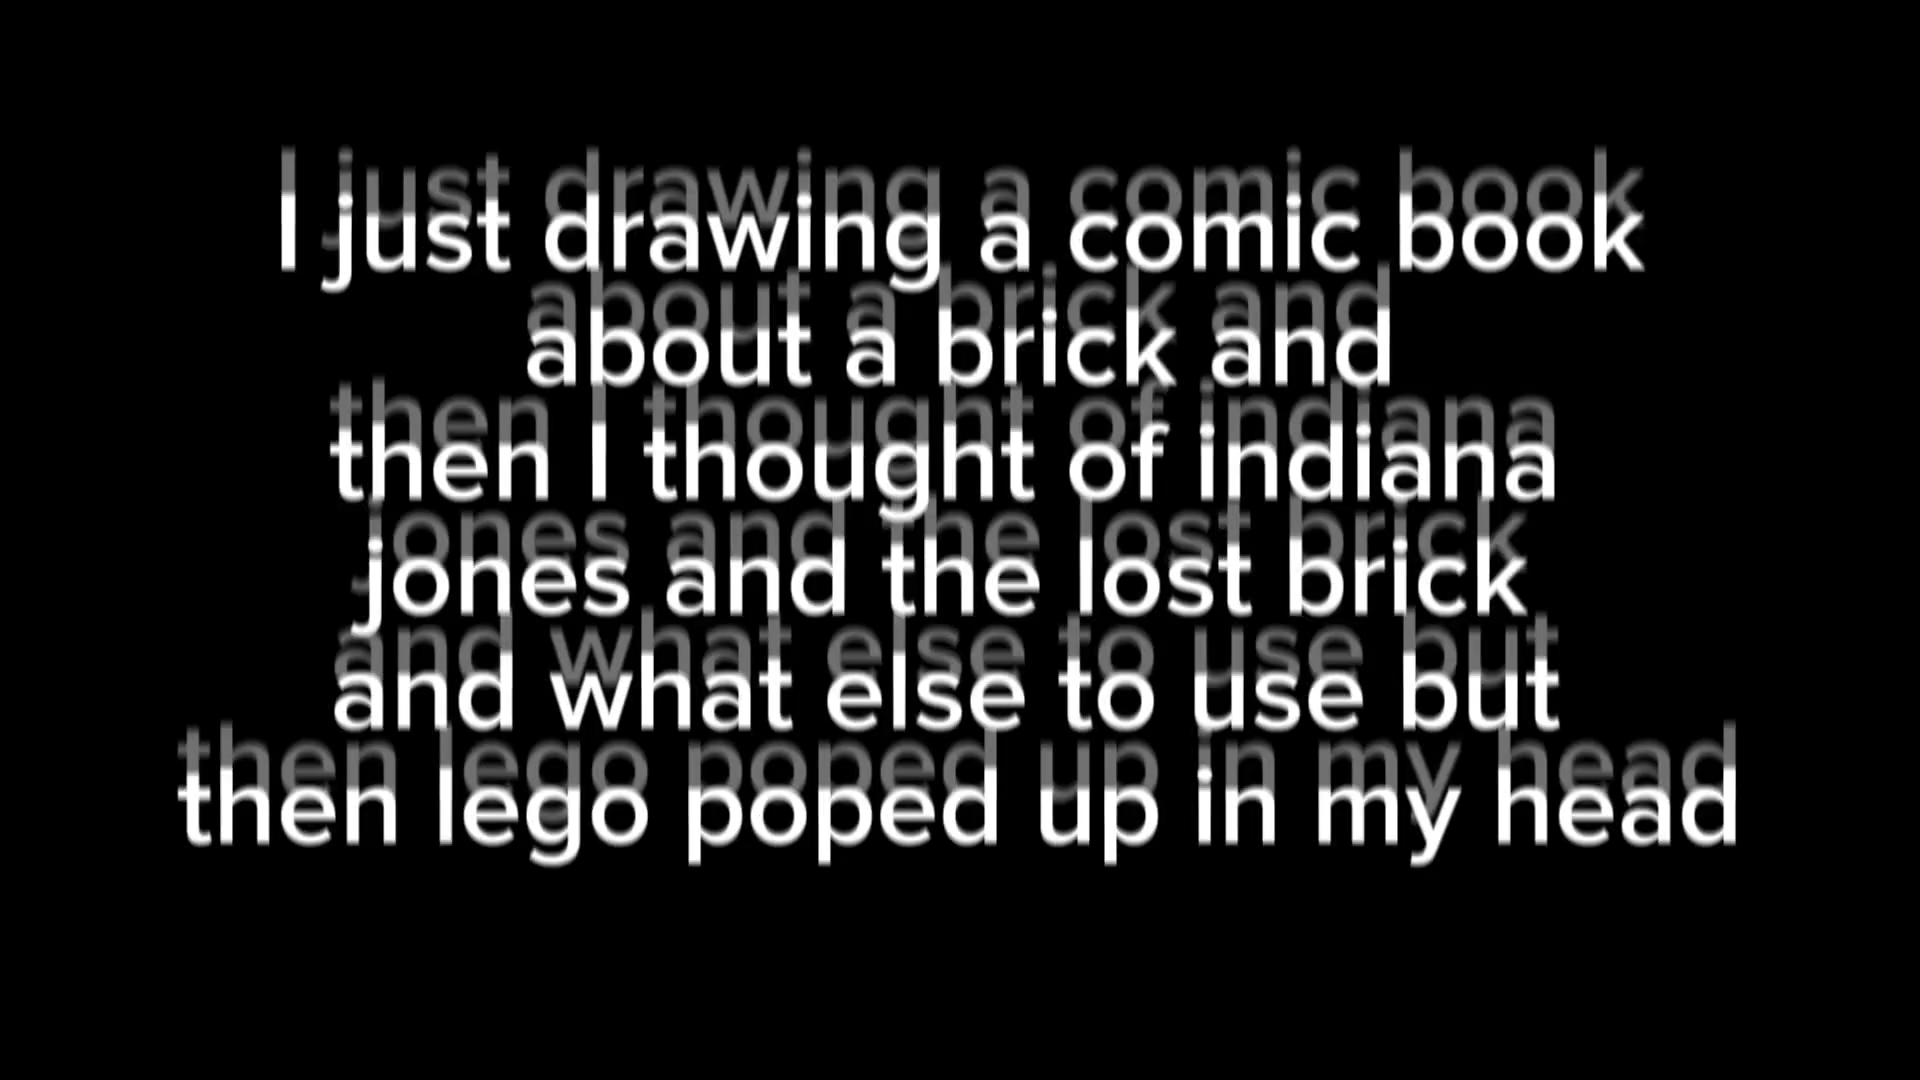 I just drawing a comic book
about a brick and
then I thought of indiana
jones and the lost brick
and what else to use but
then lego poped up in my head